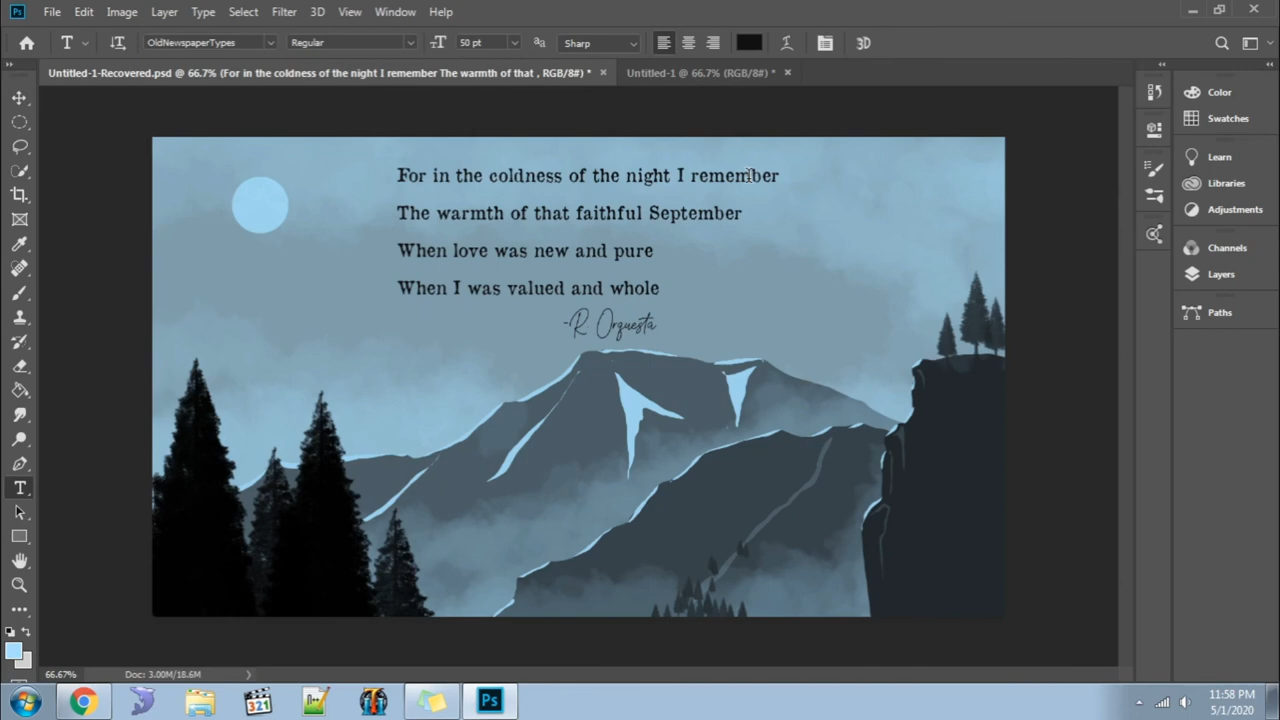 File Edit Image Layer Type Select Filter 3D View Window Help
OldNewspaperTypes Regular 50 pt Sharp 3D
Untitled-1-Recovered.psd @ 66.7% (For in the coldness of the night I remember The warmth of that , RGB/8#) * Untitled-1 @ 66.7% (RGB/8#) *
For in the coldness of the night I remember
The warmth of that faithful September
When love was new and pure
When I was valued and whole
-R Orquesta
Color
Swatches
Learn
Libraries
Adjustments
Channels
Layers
Paths
66.67% Doc: 3.00M/18.6M
321
Ps
11:58 PM
5/1/2020